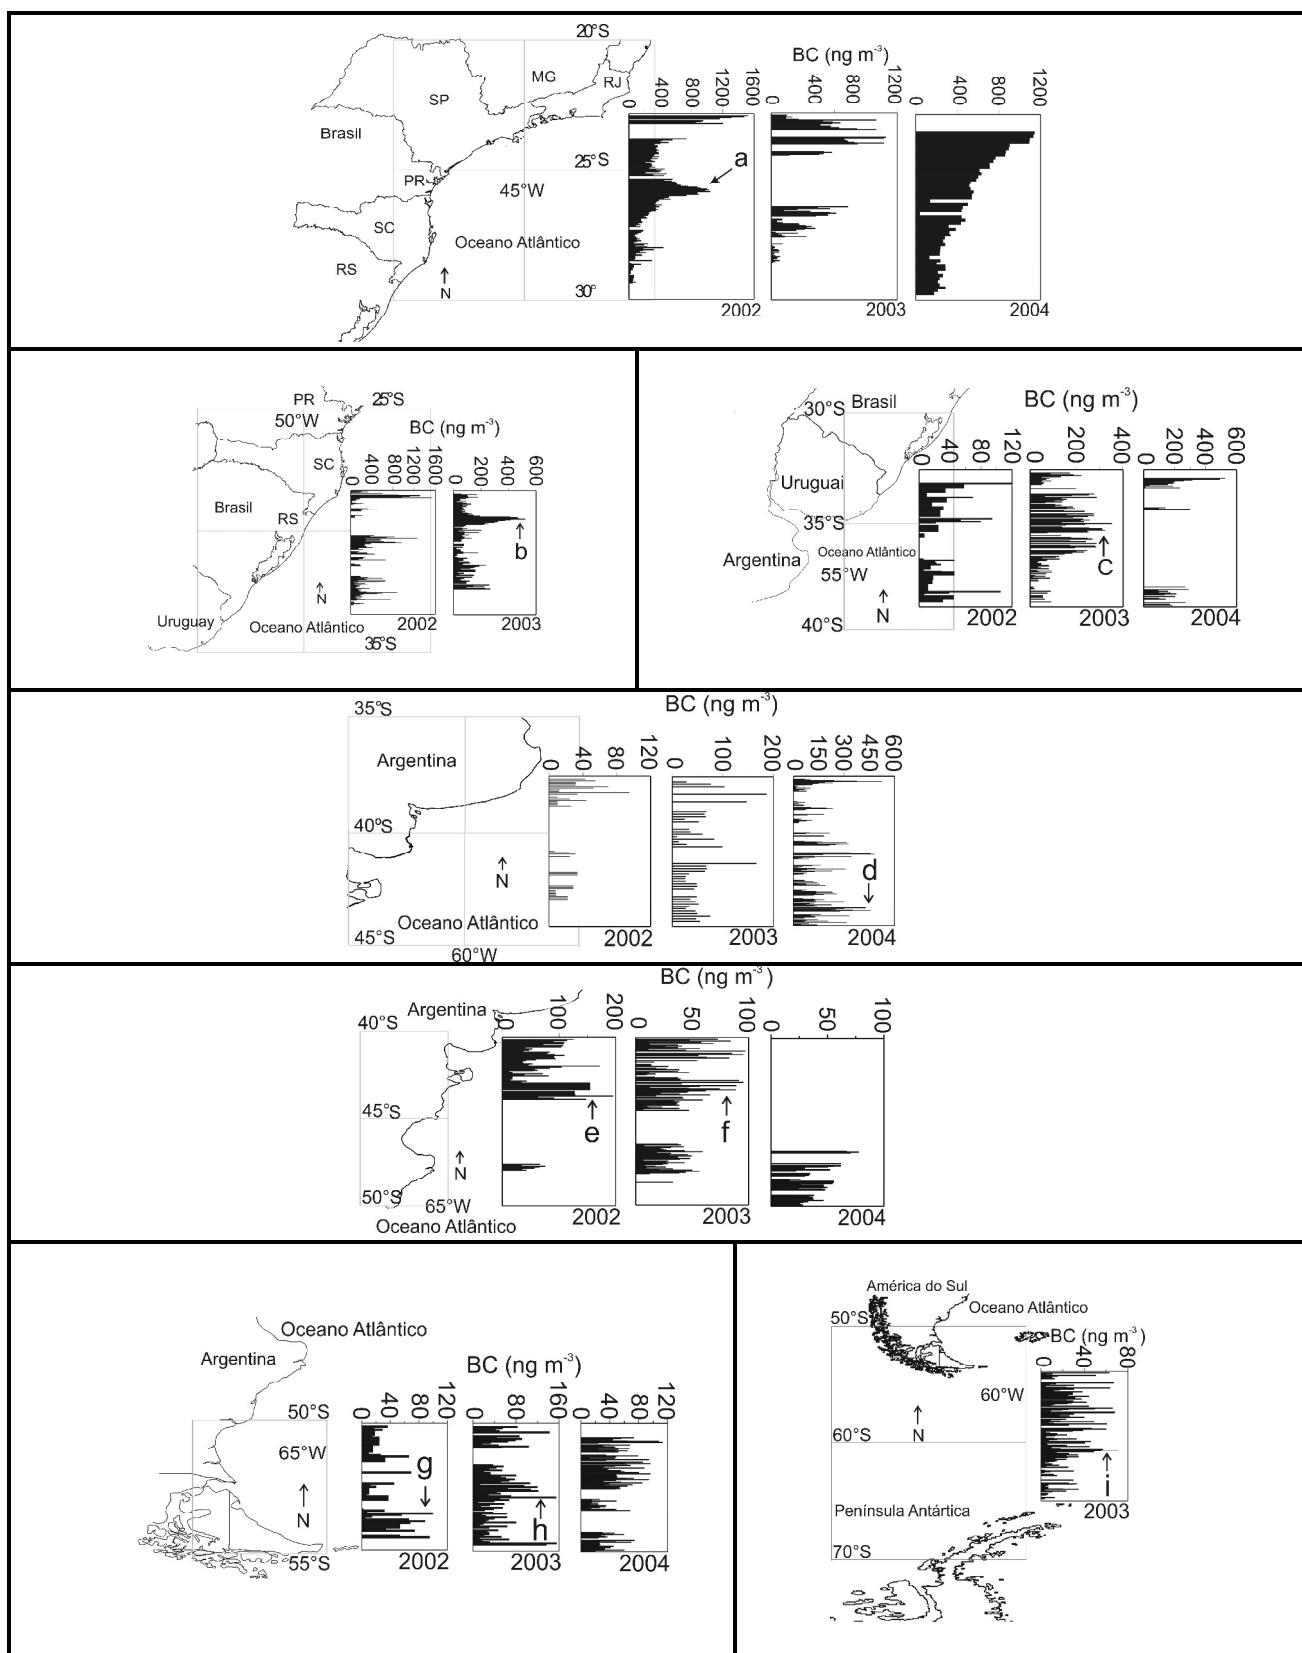 20°S
BC (ng m⁻³)
MG
RJ
SP
0 400 800 1200 1600
0 400 800 1200
400 800 1200
Brasil
25°S
a
PR
45°W
SC
Oceano Atlântico
RS
N
30°
2002
2003
2004
PR
25°S
50°W
BC (ng m⁻³)
SC
0 400 800 1200 1600
0 200 600
Brasil
RS
b
N
Uruguay
Oceano Atlântico
2002
2003
35°S
30°S
Brasil
BC (ng m⁻³)
0 40 80 120
0 200 400
0 200 400 600
Uruguai
35°S
Argentina
Oceano Atlântico
55°W
c
N
40°S
2002
2003
2004
35°S
BC (ng m⁻³)
Argentina
0 40 80 120
0 100 200
0 150 300 450 600
40°S
N
d
Oceano Atlântico
45°S
60°W
2002
2003
2004
BC (ng m⁻³)
Argentina
40°S
0 100 200
0 50 100
0 50 100
45°S
e
f
N
50°S
65°W
Oceano Atlântico
2002
2003
2004
Oceano Atlântico
Argentina
BC (ng m⁻³)
0 40 80 120
0 80 160
0 40 80 120
50°S
65°W
g
N
h
55°S
2002
2003
2004
América do Sul
50°S
Oceano Atlântico
BC (ng m⁻³)
0 40 80
60°W
N
60°S
i
2003
Península Antártica
70°S